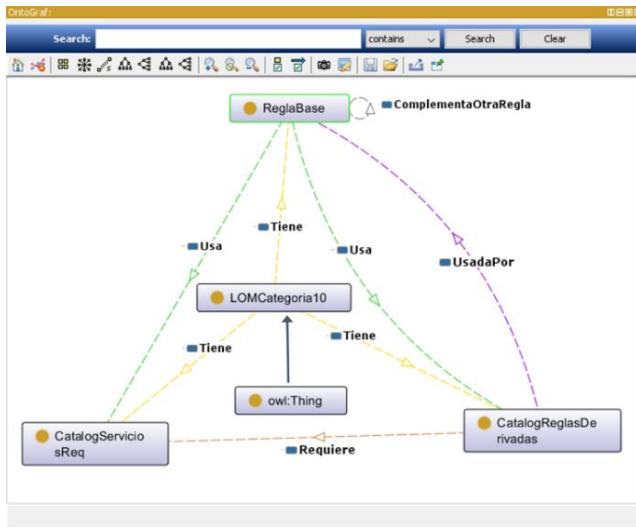 OntoGraf:
Search:
contains
Search
Clear
ReglaBase
ComplementaOtraRegla
Tiene
Usa
Usa
UsadaPor
LOMCategoria10
Tiene
Tiene
owl:Thing
CatalogServicio
sReq
CatalogReglasDe
rivadas
Requiere